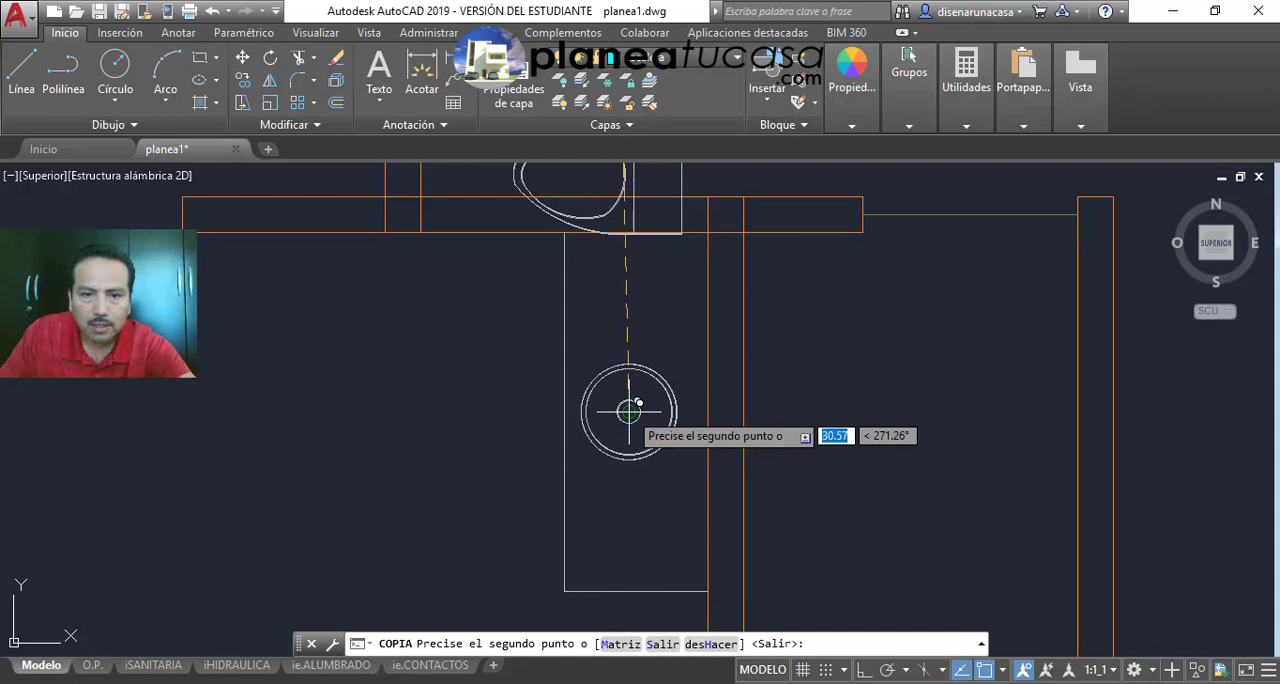 Autodesk AutoCAD 2019 - VERSIÓN DEL ESTUDIANTE planea1.dwg
Escriba palabra clave o frase
disenarunacasa
Inicio Inserción Anotar Paramétrico Visualizar Vista Administrar Complementos Colaborar Aplicaciones destacadas BIM 360
planeatucasa
.com
Línea Polilínea Círculo Arco Texto Acotar Propiedades de capa Insertar Propied... Grupos Utilidades Portapap... Vista
Dibujo Modificar Anotación Capas Bloque
Inicio planea1*
[−][Superior][Estructura alámbrica 2D]
N
O SUPERIOR E
S
SCU
Precise el segundo punto o 30.57 < 271.26°
Y
X
COPIA Precise el segundo punto o [Matriz Salir desHacer] <Salir>:
Modelo O.P. iSANITARIA iHIDRAULICA ie.ALUMBRADO ie.CONTACTOS
MODELO 1:1_1